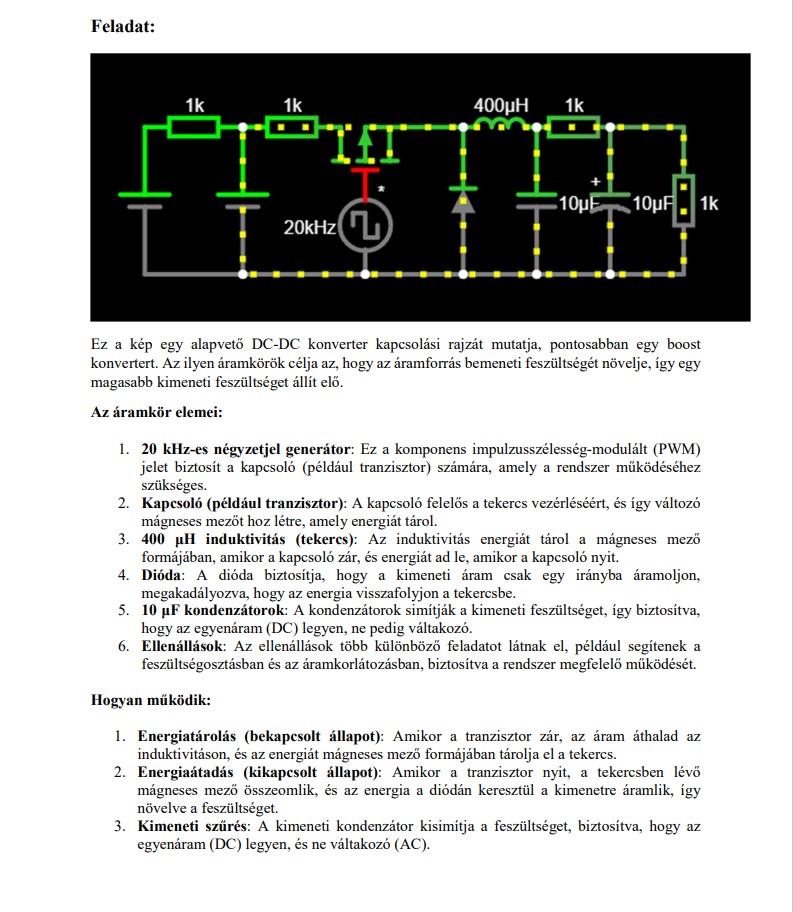 Feladat:
1k
1k
400µH
1k
*
+
20kHz
10µF
10µF
1k
Ez a kép egy alapvető DC-DC konverter kapcsolási rajzát mutatja, pontosabban egy boost
konvertert. Az ilyen áramkörök célja az, hogy az áramforrás bemeneti feszültségét növelje, így egy
magasabb kimeneti feszültséget állít elő.
Az áramkör elemei:
1. 20 kHz-es négyzetjel generátor: Ez a komponens impulzusszélesség-modulált (PWM)
jelet biztosít a kapcsoló (például tranzisztor) számára, amely a rendszer működéséhez
szükséges.
2. Kapcsoló (például tranzisztor): A kapcsoló felelős a tekercs vezérléséért, és így változó
mágneses mezőt hoz létre, amely energiát tárol.
3. 400 µH induktivitás (tekercs): Az induktivitás energiát tárol a mágneses mező
formájában, amikor a kapcsoló zár, és energiát ad le, amikor a kapcsoló nyit.
4. Dióda: A dióda biztosítja, hogy a kimeneti áram csak egy irányba áramoljon,
megakadályozva, hogy az energia visszafolyjon a tekercsbe.
5. 10 µF kondenzátorok: A kondenzátorok simítják a kimeneti feszültséget, így biztosítva,
hogy az egyenáram (DC) legyen, ne pedig váltakozó.
6. Ellenállások: Az ellenállások több különböző feladatot látnak el, például segítenek a
feszültségosztásban és az áramkorlátozásban, biztosítva a rendszer megfelelő működését.
Hogyan működik:
1. Energiatárolás (bekapcsolt állapot): Amikor a tranzisztor zár, az áram áthalad az
induktivitáson, és az energiát mágneses mező formájában tárolja el a tekercs.
2. Energiaátadás (kikapcsolt állapot): Amikor a tranzisztor nyit, a tekercsben lévő
mágneses mező összeomlik, és az energia a diódán keresztül a kimenetre áramlik, így
növelve a feszültséget.
3. Kimeneti szűrés: A kimeneti kondenzátor kisimítja a feszültséget, biztosítva, hogy az
egyenáram (DC) legyen, és ne váltakozó (AC).